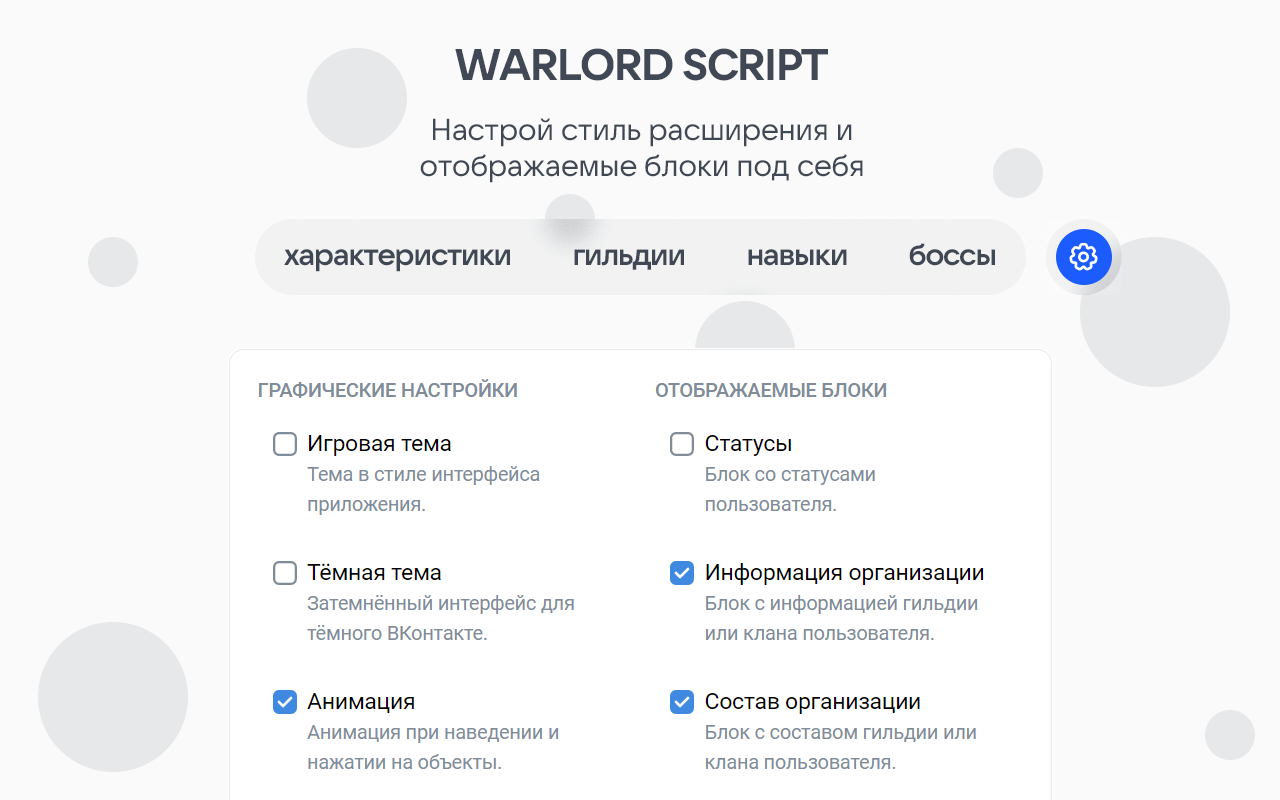 WARLORD SCRIPT
Настрой стиль расширения и
отображаемые блоки под себя
характеристики гильдии навыки боссы
ГРАФИЧЕСКИЕ НАСТРОЙКИ
Игровая тема
Тема в стиле интерфейса
приложения.
Тёмная тема
Затемнённый интерфейс для
тёмного ВКонтакте.
Анимация
Анимация при наведении и
нажатии на объекты.
ОТОБРАЖАЕМЫЕ БЛОКИ
Статусы
Блок со статусами
пользователя.
Информация организации
Блок с информацией гильдии
или клана пользователя.
Состав организации
Блок с составом гильдии или
клана пользователя.